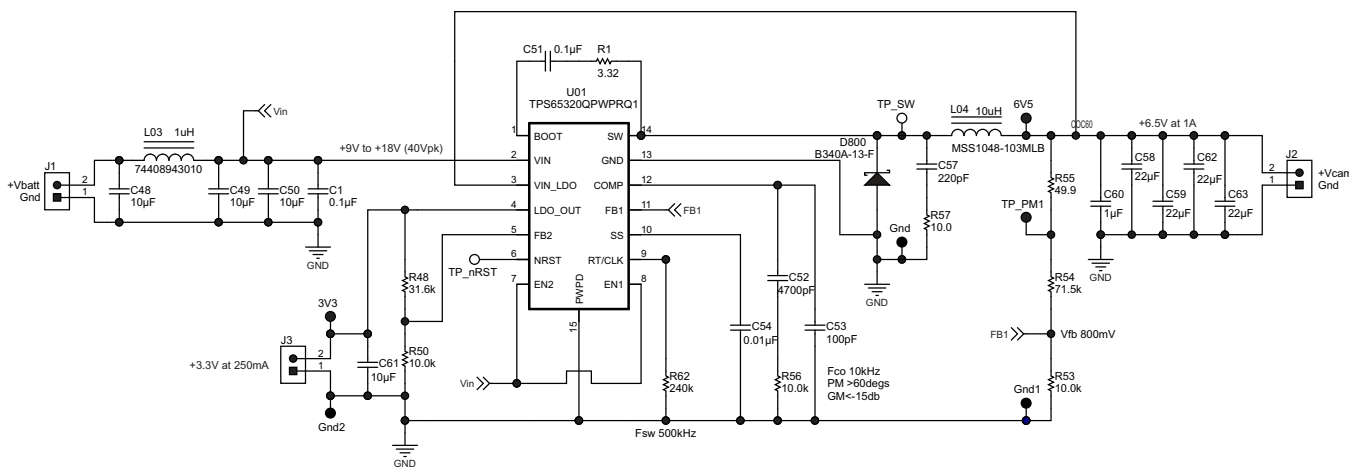 C51
0.1µF
R1
3.32
U01
TPS65320QPWPRQ1
Vin
L03 1uH
74408943010
+9V to +18V (40Vpk)
J1
+Vbatt
Gnd
2
1
C48
10µF
C49
10µF
C50
10µF
C1
0.1µF
GND
1 BOOT SW 14
2 VIN GND 13
3 VIN_LDO COMP 12
4 LDO_OUT FB1 11
5 FB2 SS 10
6 NRST RT/CLK 9
7 EN2 EN1 8
PWPD
15
FB1
TP_nRST
TP_SW
L04 10uH
MSS1048-103MLB
6V5
+6.5V at 1A
D800
B340A-13-F
C57
220pF
R57
10.0
Gnd
GND
R55
49.9
TP_PM1
C60
1µF
C58
22µF
C59
22µF
C62
22µF
C63
22µF
GND
J2
2
1
+Vcam
Gnd
R54
71.5k
FB1
Vfb 800mV
R53
10.0k
Gnd1
R48
31.6k
R50
10.0k
3V3
J3
2
1
+3.3V at 250mA
C61
10µF
Gnd2
GND
Vin
R62
240k
C54
0.01µF
C52
4700pF
R56
10.0k
C53
100pF
Fco 10kHz
PM >60degs
GM<-15db
Fsw 500kHz